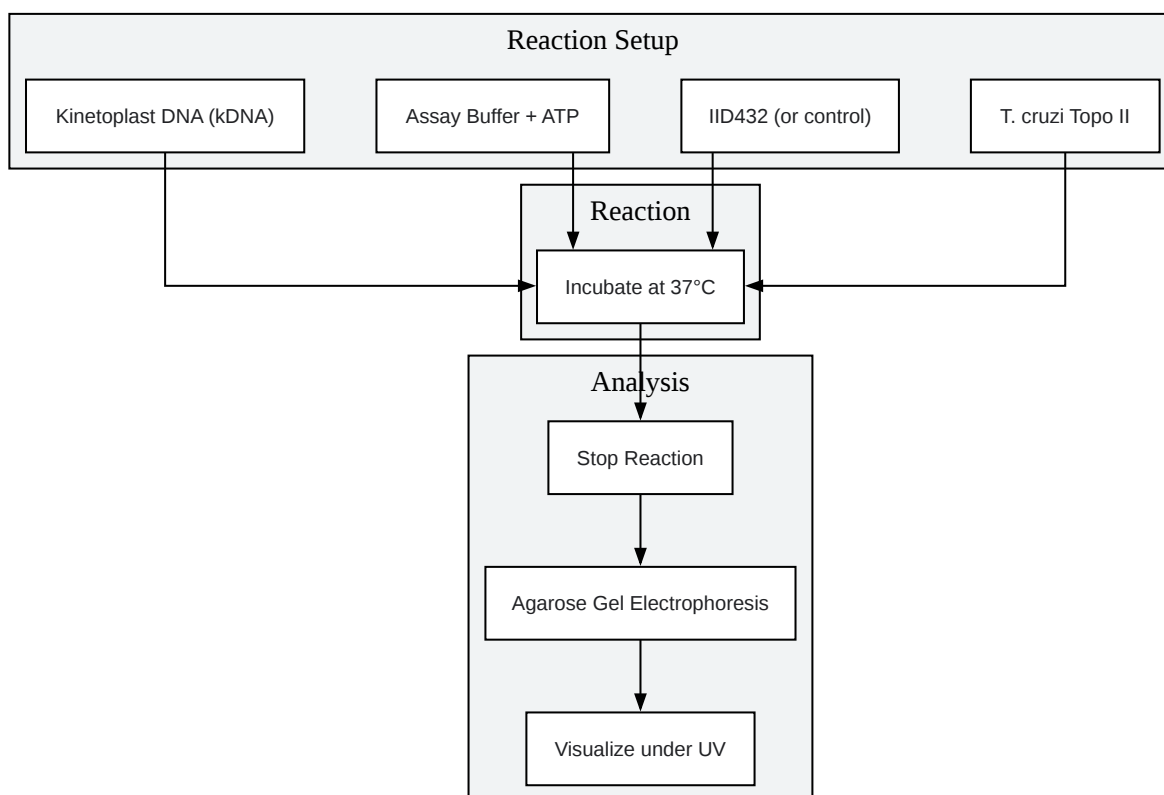 Reaction Setup
Kinetoplast DNA (kDNA)
Assay Buffer + ATP
IID432 (or control)
T. cruzi Topo II
Reaction
Incubate at 37°C
Analysis
Stop Reaction
Agarose Gel Electrophoresis
Visualize under UV